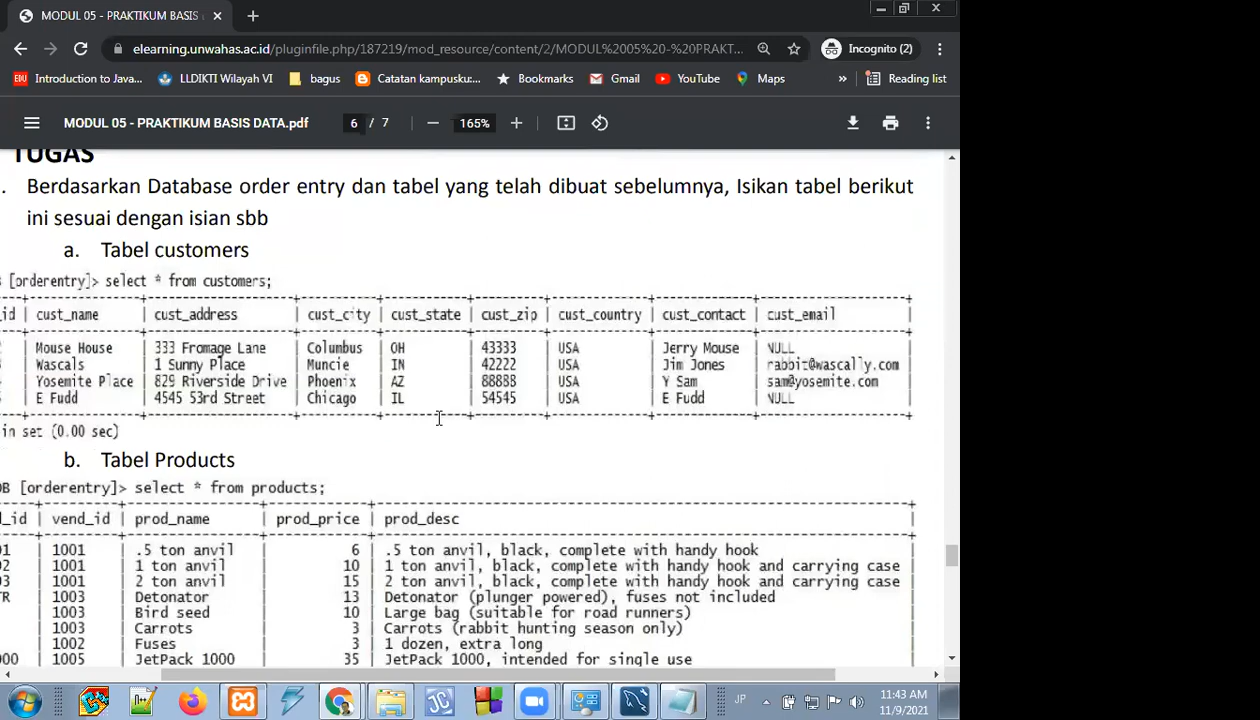 MODUL 05 - PRAKTIKUM BASIS
elearning.unwahas.ac.id/pluginfile.php/187219/mod_resource/content/2/MODUL%2005%20-%20PRAKT...
Incognito (2)
EDU Introduction to Java...
LLDIKTI Wilayah VI
bagus
Catatan kampusku:...
Bookmarks
Gmail
YouTube
Maps
»
Reading list
MODUL 05 - PRAKTIKUM BASIS DATA.pdf
6 / 7
165%
TUGAS
. Berdasarkan Database order entry dan tabel yang telah dibuat sebelumnya, Isikan tabel berikut
ini sesuai dengan isian sbb
a. Tabel customers
[orderentry]> select * from customers;
_id | cust_name | cust_address | cust_city | cust_state | cust_zip | cust_country | cust_contact | cust_email |
| Mouse House | 333 Fromage Lane | Columbus | OH | 43333 | USA | Jerry Mouse | NULL |
| Wascals | 1 Sunny Place | Muncie | IN | 42222 | USA | Jim Jones | rabbit@wascally.com |
| Yosemite Place | 829 Riverside Drive | Phoenix | AZ | 88888 | USA | Y Sam | sam@yosemite.com |
| E Fudd | 4545 53rd Street | Chicago | IL | 54545 | USA | E Fudd | NULL |
in set (0.00 sec)
b. Tabel Products
DB [orderentry]> select * from products;
d_id | vend_id | prod_name | prod_price | prod_desc |
01 | 1001 | .5 ton anvil | 6 | .5 ton anvil, black, complete with handy hook |
02 | 1001 | 1 ton anvil | 10 | 1 ton anvil, black, complete with handy hook and carrying case |
03 | 1001 | 2 ton anvil | 15 | 2 ton anvil, black, complete with handy hook and carrying case |
TR | 1003 | Detonator | 13 | Detonator (plunger powered), fuses not included |
| 1003 | Bird seed | 10 | Large bag (suitable for road runners) |
| 1003 | Carrots | 3 | Carrots (rabbit hunting season only) |
| 1002 | Fuses | 3 | 1 dozen, extra long |
000 | 1005 | JetPack 1000 | 35 | JetPack 1000, intended for single use |
JC
JP
11:43 AM
11/9/2021